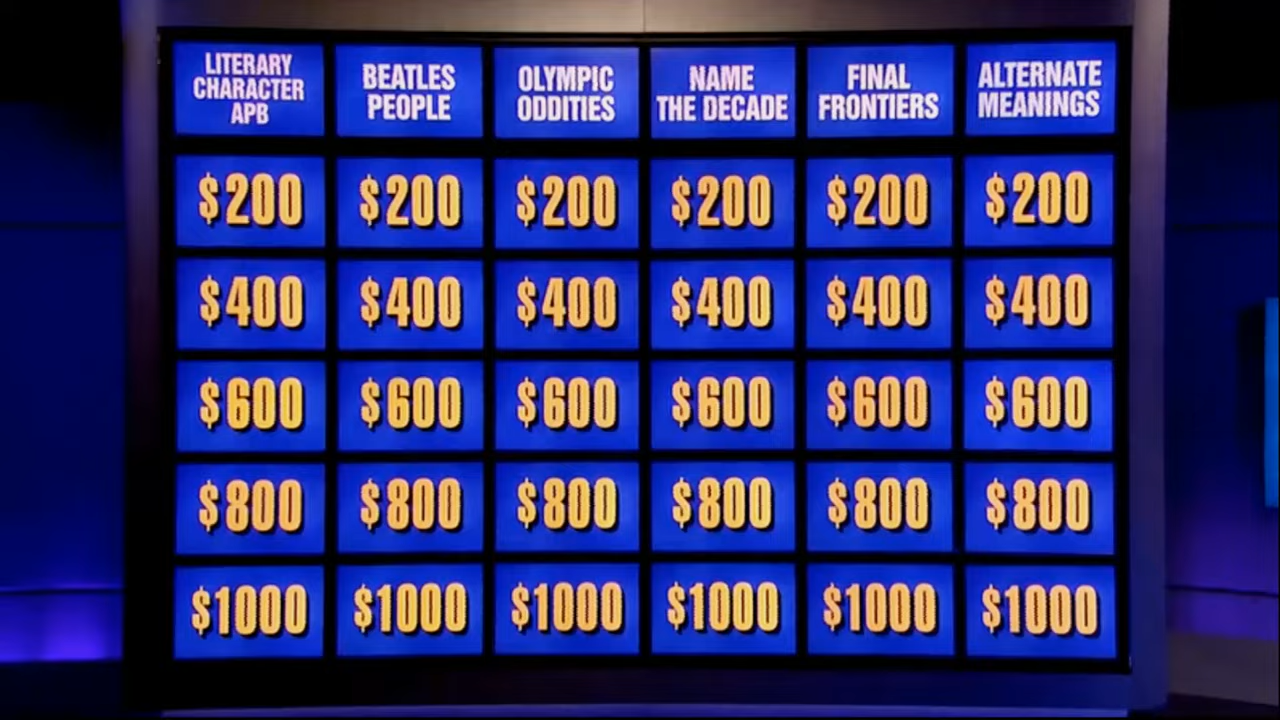 LITERARY
CHARACTER
APB
BEATLES
PEOPLE
OLYMPIC
ODDITIES
NAME
THE DECADE
FINAL
FRONTIERS
ALTERNATE
MEANINGS
$200 $200 $200 $200 $200 $200
$400 $400 $400 $400 $400 $400
$600 $600 $600 $600 $600 $600
$800 $800 $800 $800 $800 $800
$1000 $1000 $1000 $1000 $1000 $1000